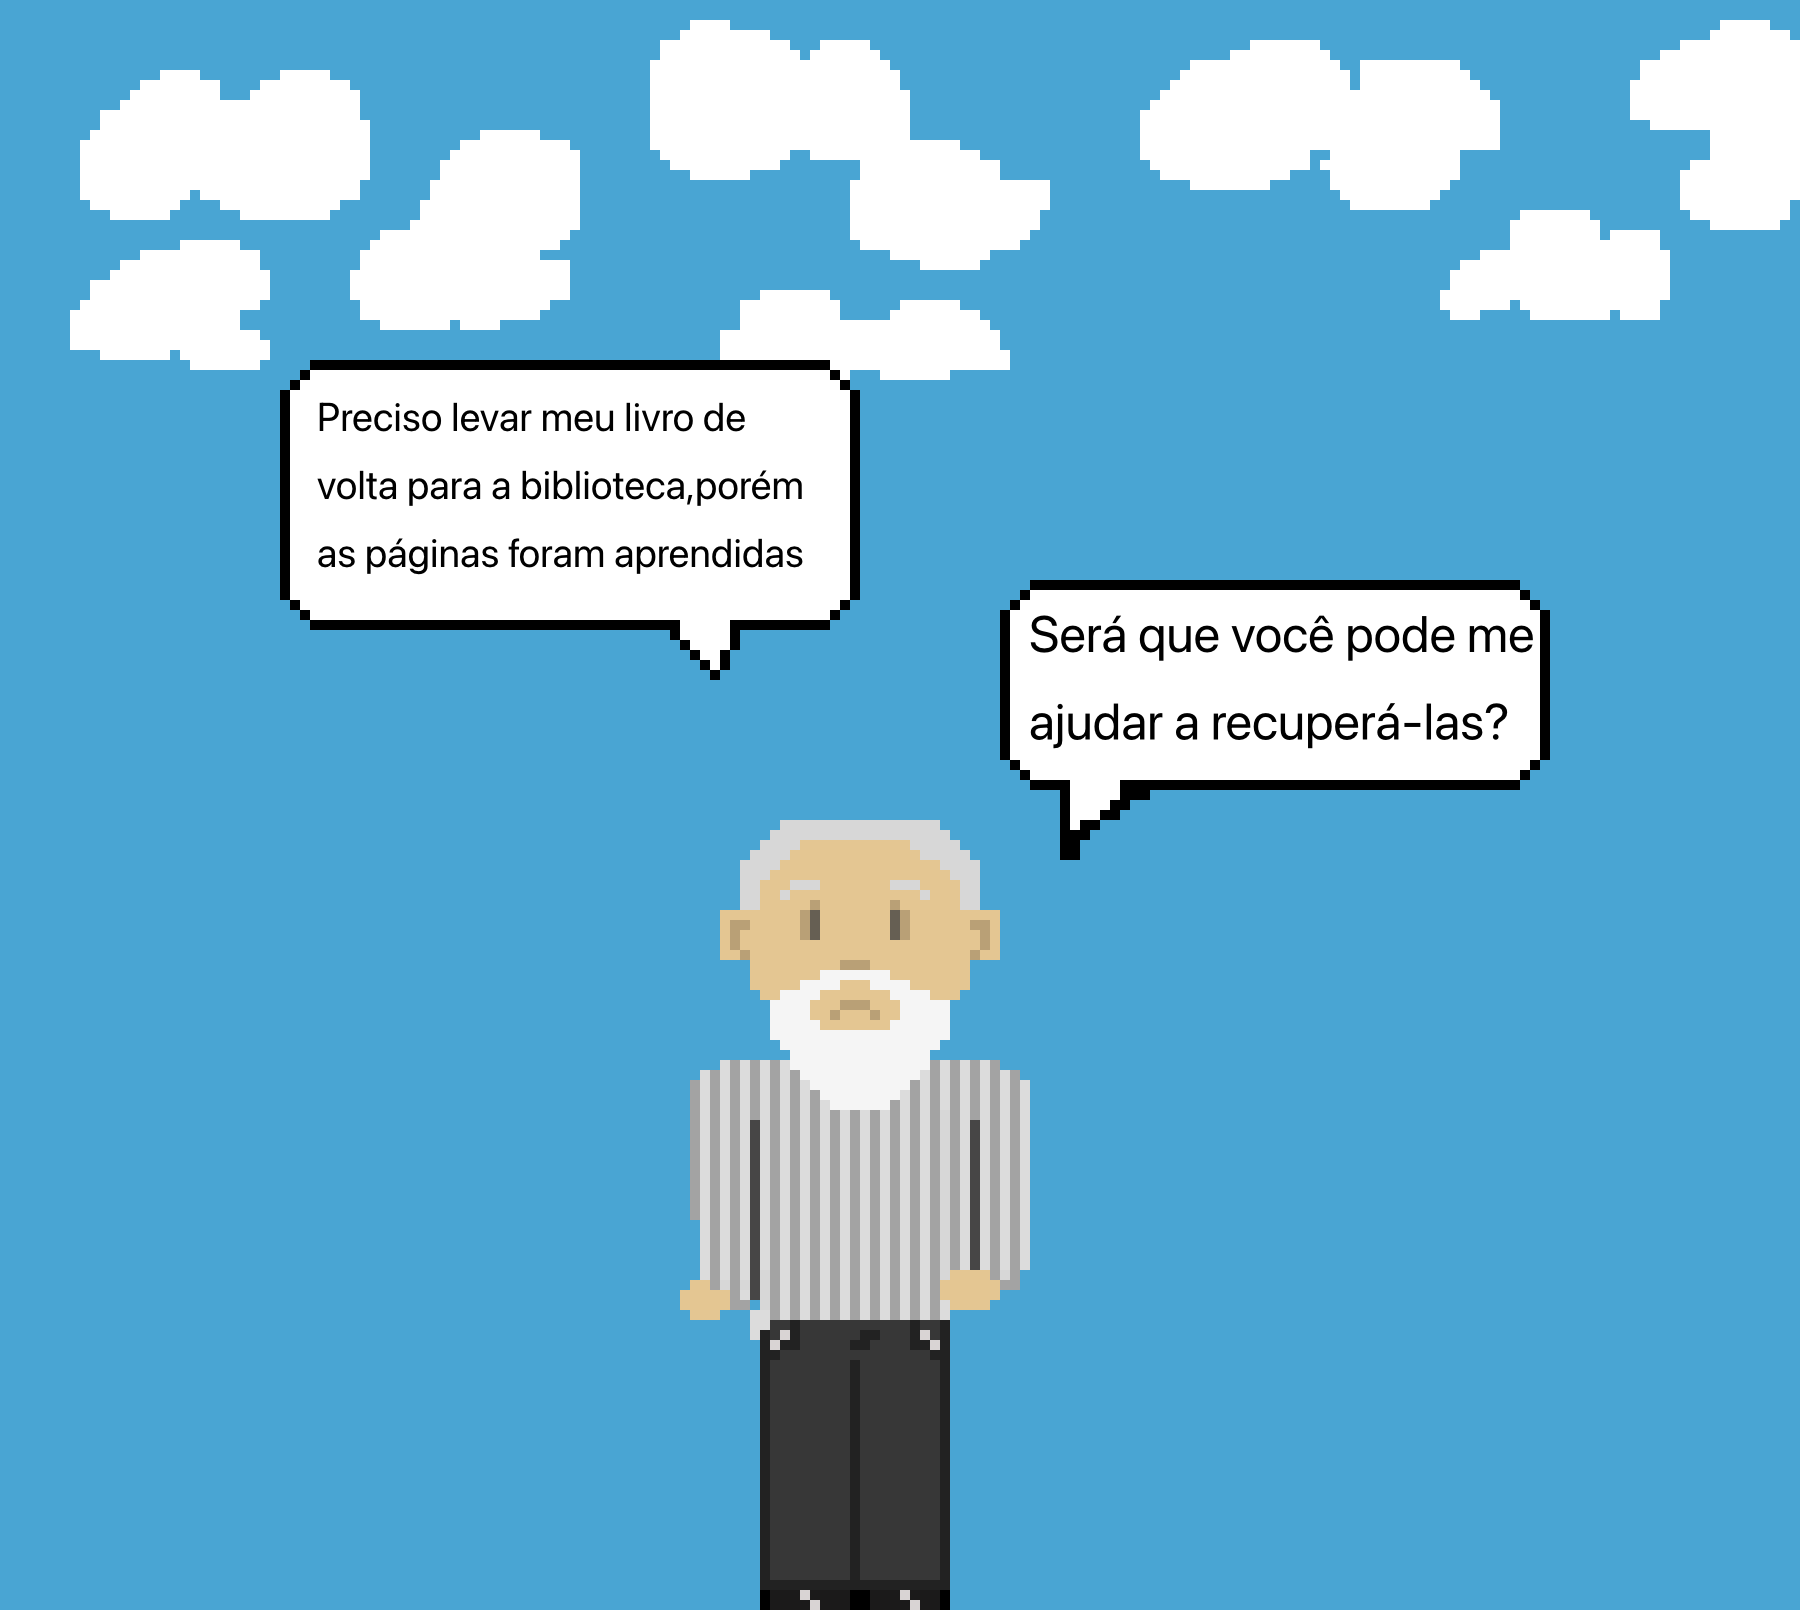 Preciso levar meu livro de
volta para a biblioteca,porém
as páginas foram aprendidas
Será que você pode me
ajudar a recuperá-las?